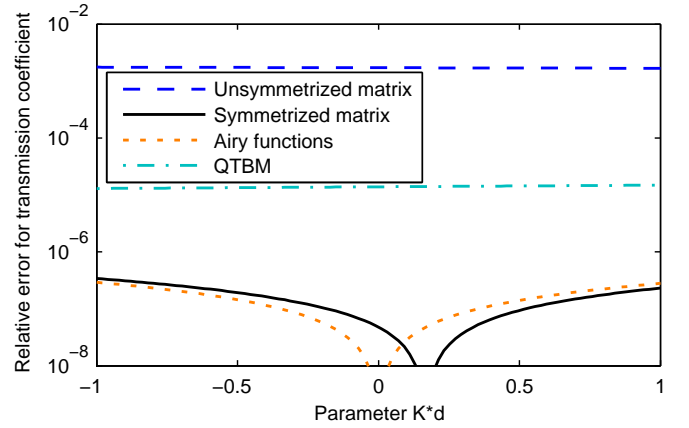 10^-2
10^-4
10^-6
10^-8
Relative error for transmission coefficient
Unsymmetrized matrix
Symmetrized matrix
Airy functions
QTBM
−1
−0.5
0
0.5
1
Parameter K*d